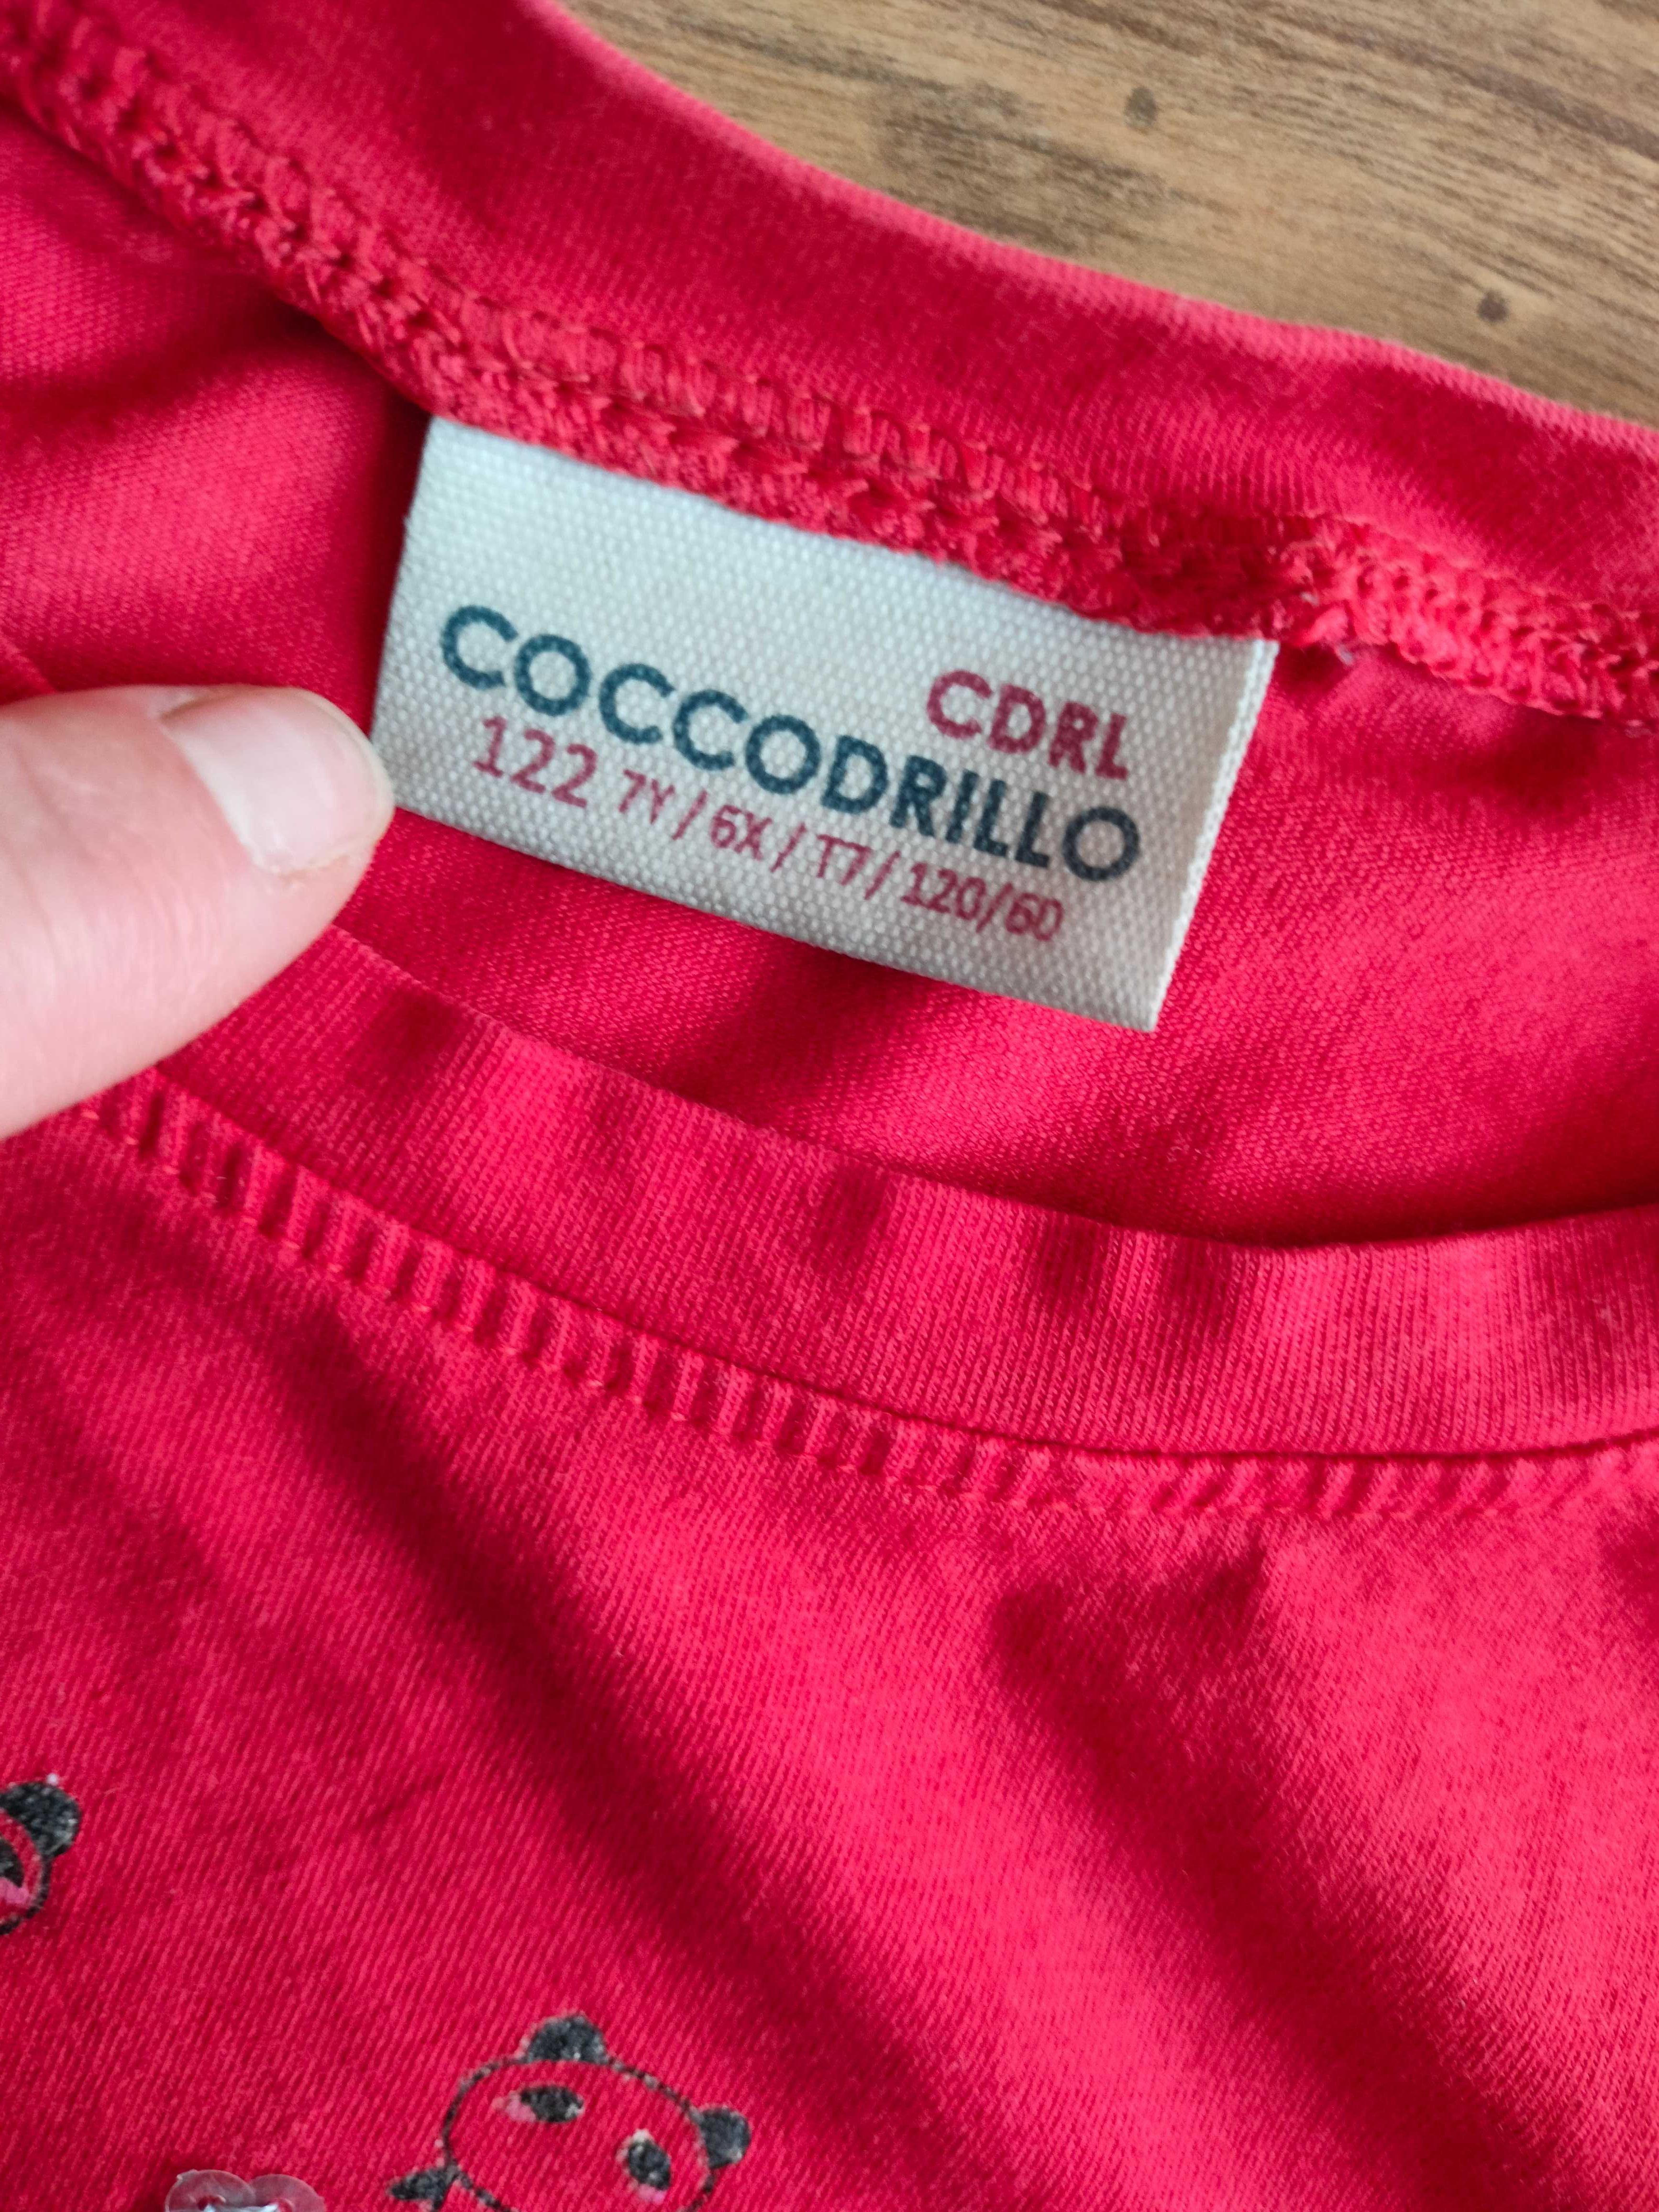 CDRL
COCCODRILLO
122 7Y / 6X / T7 / 120/60